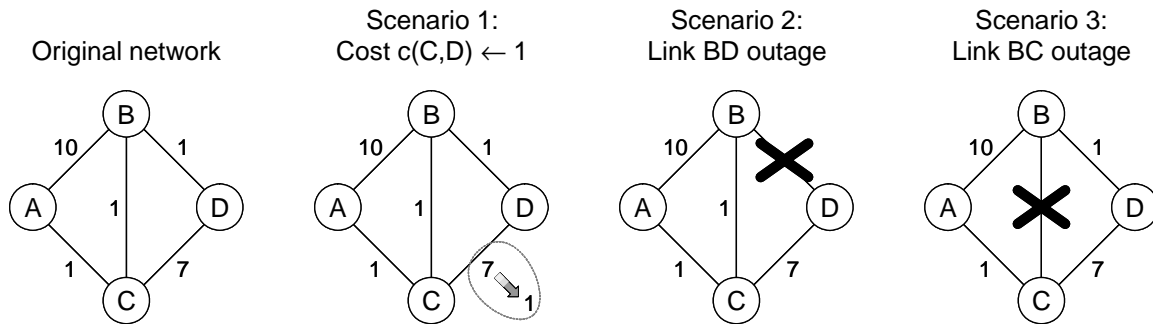 Original network
B
10
1
A
1
D
1
7
C
Scenario 1:
Cost c(C,D) ← 1
B
10
1
A
1
D
1
7
1
C
Scenario 2:
Link BD outage
B
10
A
1
D
1
7
C
Scenario 3:
Link BC outage
B
10
1
A
D
1
7
C